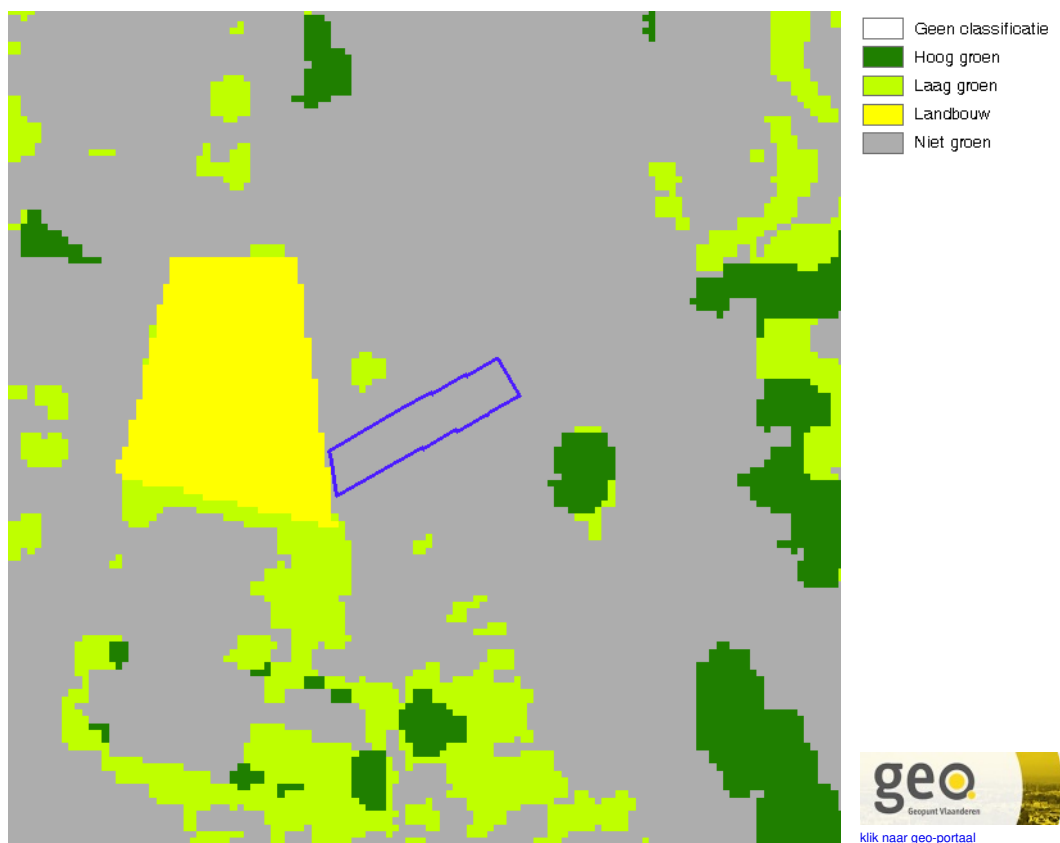 Geen classificatie
Hoog groen
Laag groen
Landbouw
Niet groen
geo
Geopunt Vlaanderen
klik naar geo-portaal